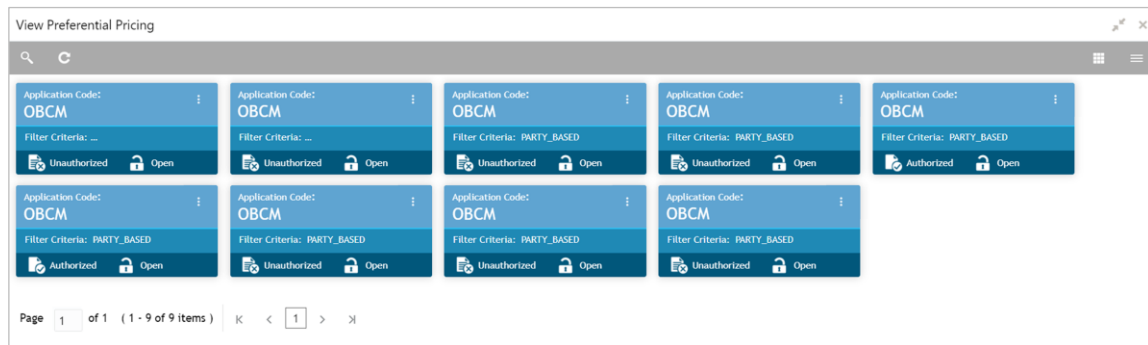 View Preferential Pricing
Application Code: Application Code: Application Code: Application Code: Application Code:
OBCM OBCM OBCM OBCM OBCM
Filter Criteria: ... Filter Criteria: ... Filter Criteria: PARTY_BASED Filter Criteria: PARTY_BASED Filter Criteria: PARTY_BASED
Unauthorized Open Unauthorized Open Unauthorized Open Unauthorized Open Authorized Open
Application Code: Application Code: Application Code: Application Code:
OBCM OBCM OBCM OBCM
Filter Criteria: PARTY_BASED Filter Criteria: PARTY_BASED Filter Criteria: PARTY_BASED Filter Criteria: PARTY_BASED
Authorized Open Unauthorized Open Unauthorized Open Unauthorized Open
Page 1 of 1 ( 1 - 9 of 9 items ) 1